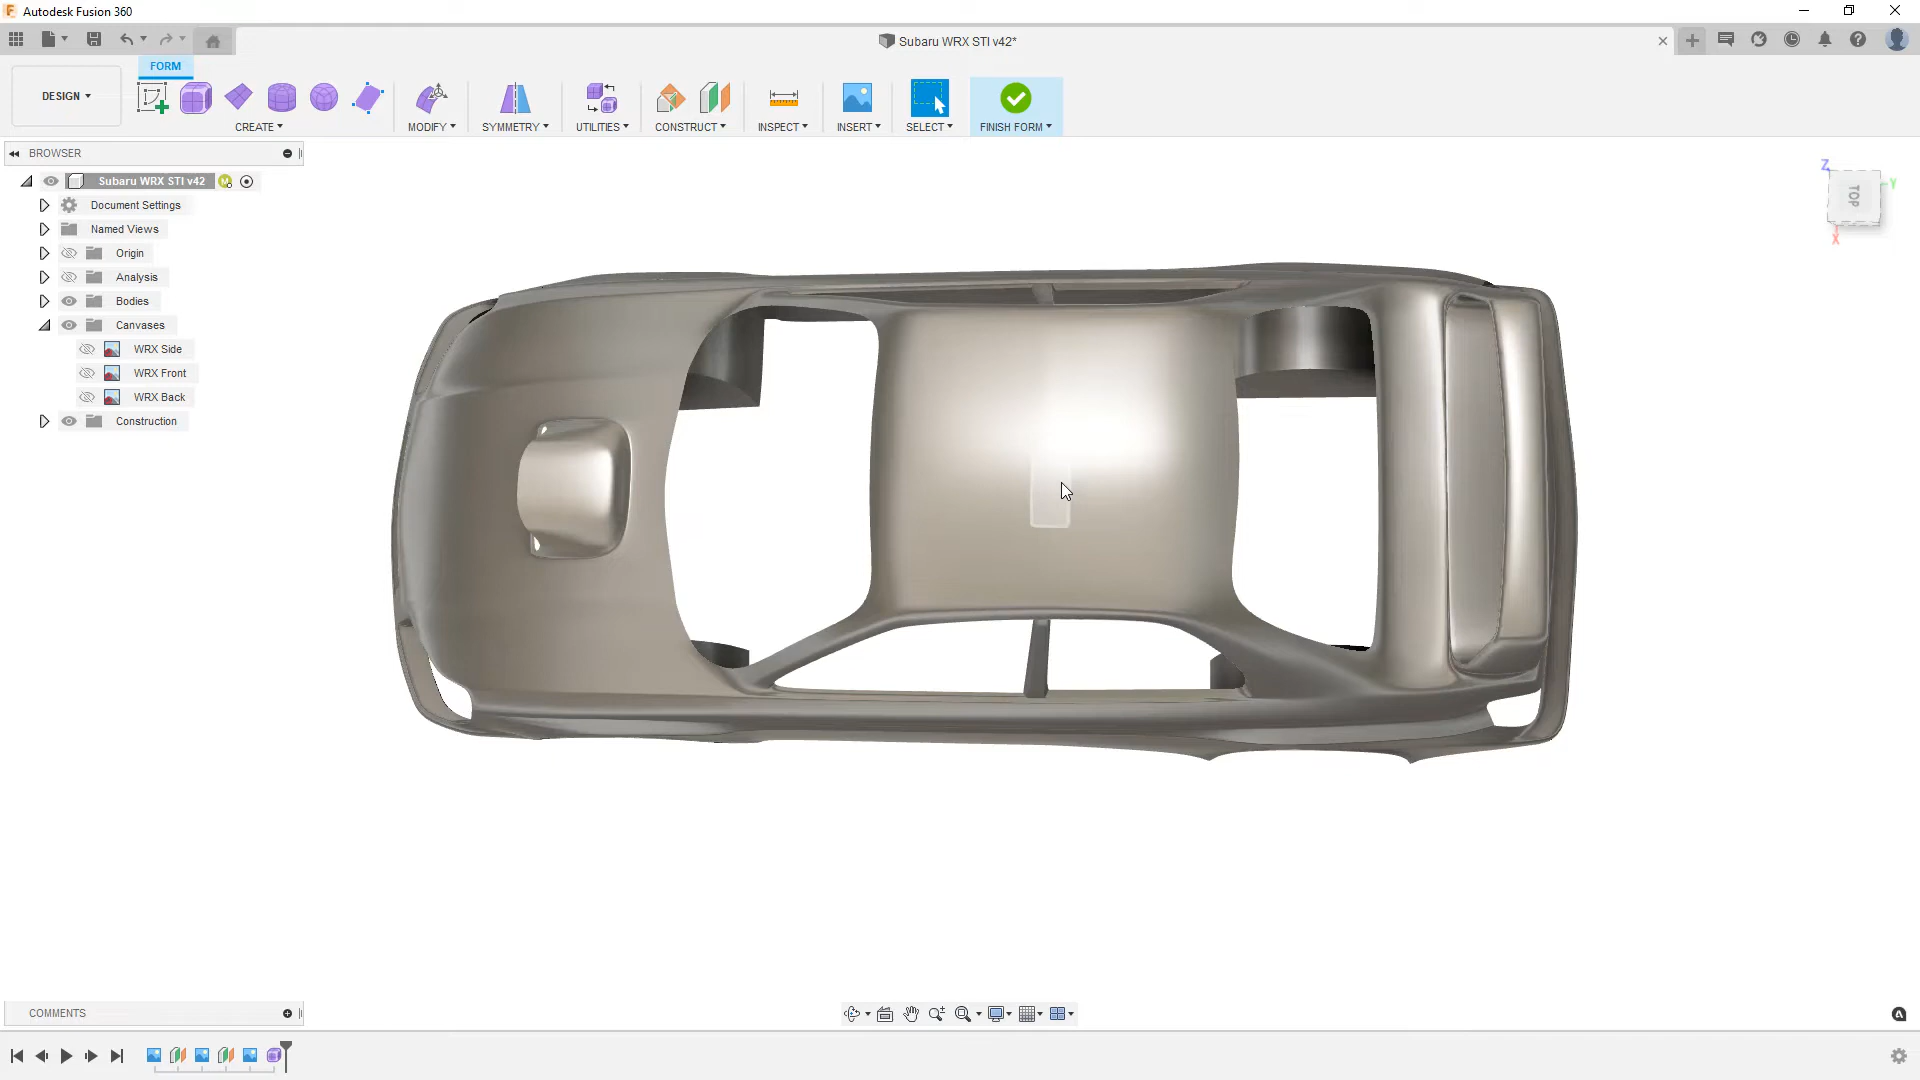 Autodesk Fusion 360
Subaru WRX STI v42*
FORM
DESIGN
CREATE
MODIFY
SYMMETRY
UTILITIES
CONSTRUCT
INSPECT
INSERT
SELECT
FINISH FORM
BROWSER
Subaru WRX STI v42
Document Settings
Named Views
Origin
Analysis
Bodies
Canvases
WRX Side
WRX Front
WRX Back
Construction
Z
Y
TOP
X
COMMENTS